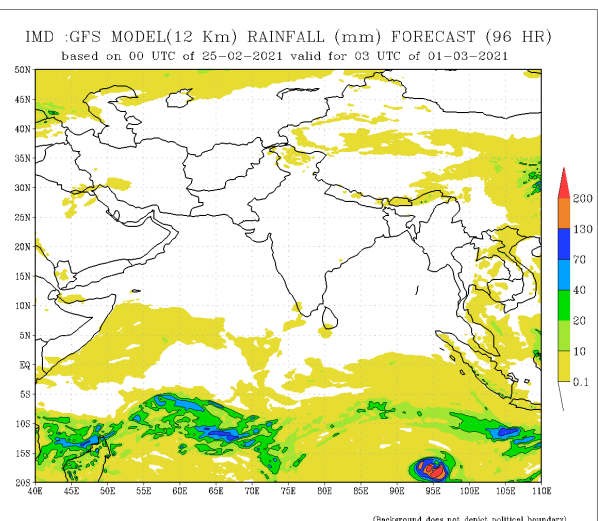 IMD :GFS MODEL(12 Km) RAINFALL (mm) FORECAST (96 HR)
based on 00 UTC of 25-02-2021 valid for 03 UTC of 01-03-2021
50N
45N
40N
35N
30N
25N
20N
15N
10N
5N
EQ
5S
10S
15S
20S
40E 45E 50E 55E 60E 65E 70E 75E 80E 85E 90E 95E 100E 105E 110E
200
130
70
40
20
10
0.1
(Background does not depict political boundary)